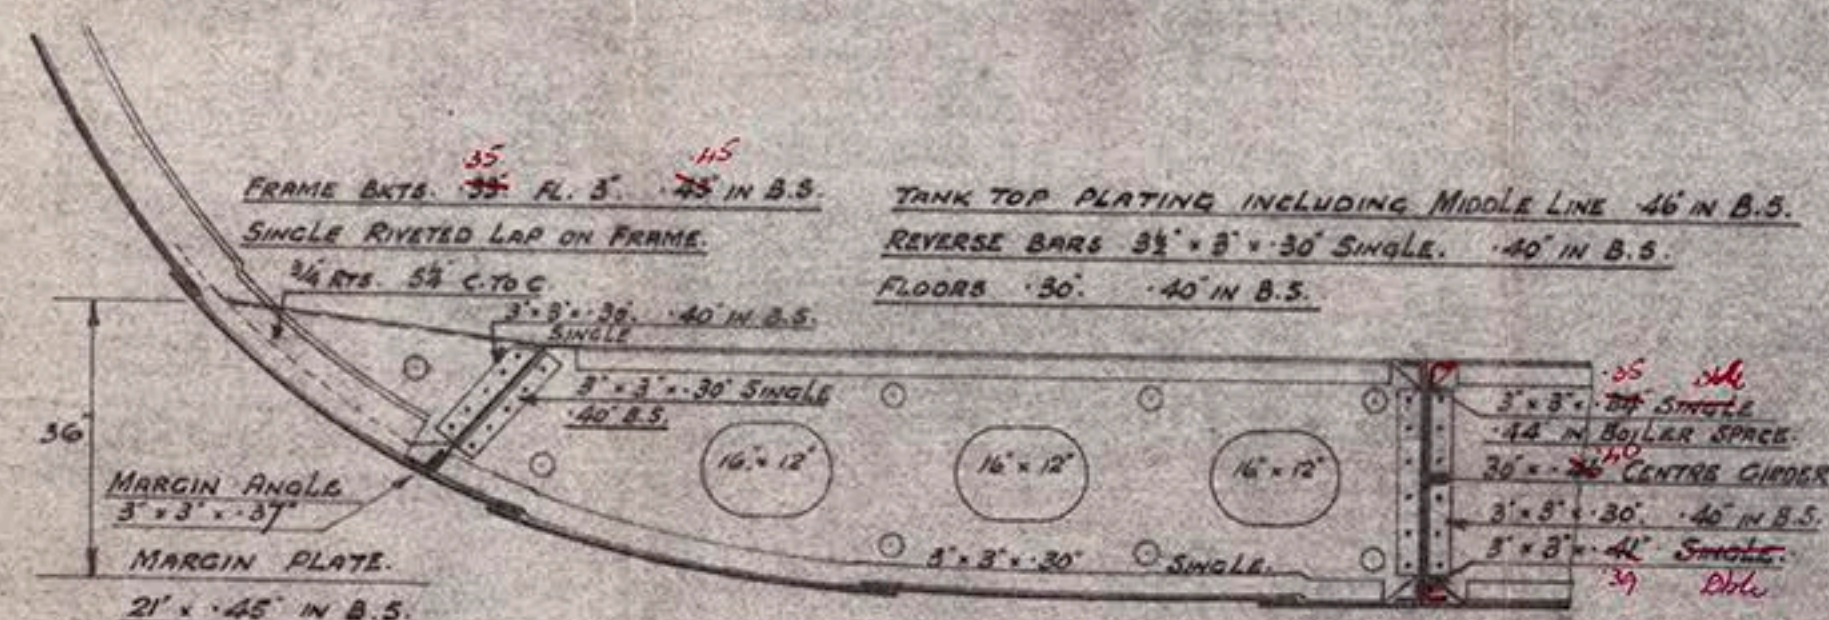 .35 .45
FRAME BKTS. .33" FL. 3". .43" IN B.S.
SINGLE RIVETED LAP ON FRAME.
3/4" RTS. 5 1/4" C. TO C.
TANK TOP PLATING INCLUDING MIDDLE LINE .46" IN B.S.
REVERSE BARS 3½" × 3" × .30" SINGLE. .40" IN B.S.
FLOORS .30". .40" IN B.S.
3" × 3" × .30". .40" IN B.S.
SINGLE
3" × 3" × .30" SINGLE
.40" B.S.
36"
MARGIN ANGLE
3" × 3" × .37"
MARGIN PLATE.
21" × .45" IN B.S.
16" × 12"
16" × 12"
16" × 12"
3" × 3" × .30" SINGLE.
.35 Dble
3" × 3" × .34" SINGLE
.44" IN BOILER SPACE.
.40
30" × CENTRE GIRDER
3" × 3" × .30". .40" IN B.S.
3" × 3" × .41" SINGLE.
.39 Dble